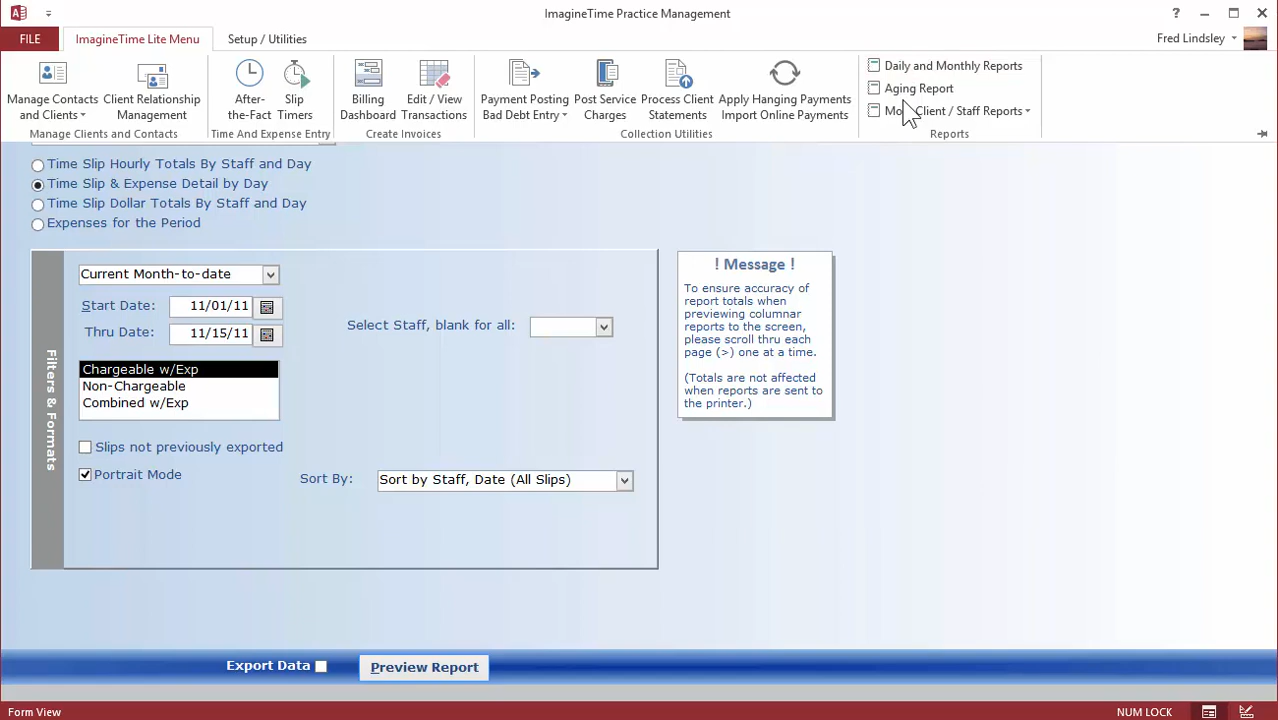 ImagineTime Practice Management
?
FILE
ImagineTime Lite Menu
Setup / Utilities
Fred Lindsley
Manage Contacts
and Clients
Client Relationship
Management
After-
the-Fact
Slip
Timers
Billing
Dashboard
Edit / View
Transactions
Payment Posting
Bad Debt Entry
Post Service
Charges
Process Client
Statements
Apply Hanging Payments
Import Online Payments
Daily and Monthly Reports
Aging Report
Client / Staff Reports
Manage Clients and Contacts
Time And Expense Entry
Create Invoices
Collection Utilities
Reports
Time Slip Hourly Totals By Staff and Day
Time Slip & Expense Detail by Day
Time Slip Dollar Totals By Staff and Day
Expenses for the Period
Filters & Formats
Current Month-to-date
Start Date: 11/01/11
Thru Date: 11/15/11
Select Staff, blank for all:
Chargeable w/Exp
Non-Chargeable
Combined w/Exp
Slips not previously exported
Portrait Mode
Sort By: Sort by Staff, Date (All Slips)
! Message !
To ensure accuracy of
report totals when
previewing columnar
reports to the screen,
please scroll thru each
page (>) one at a time.
(Totals are not affected
when reports are sent to
the printer.)
Export Data
Preview Report
Form View
NUM LOCK